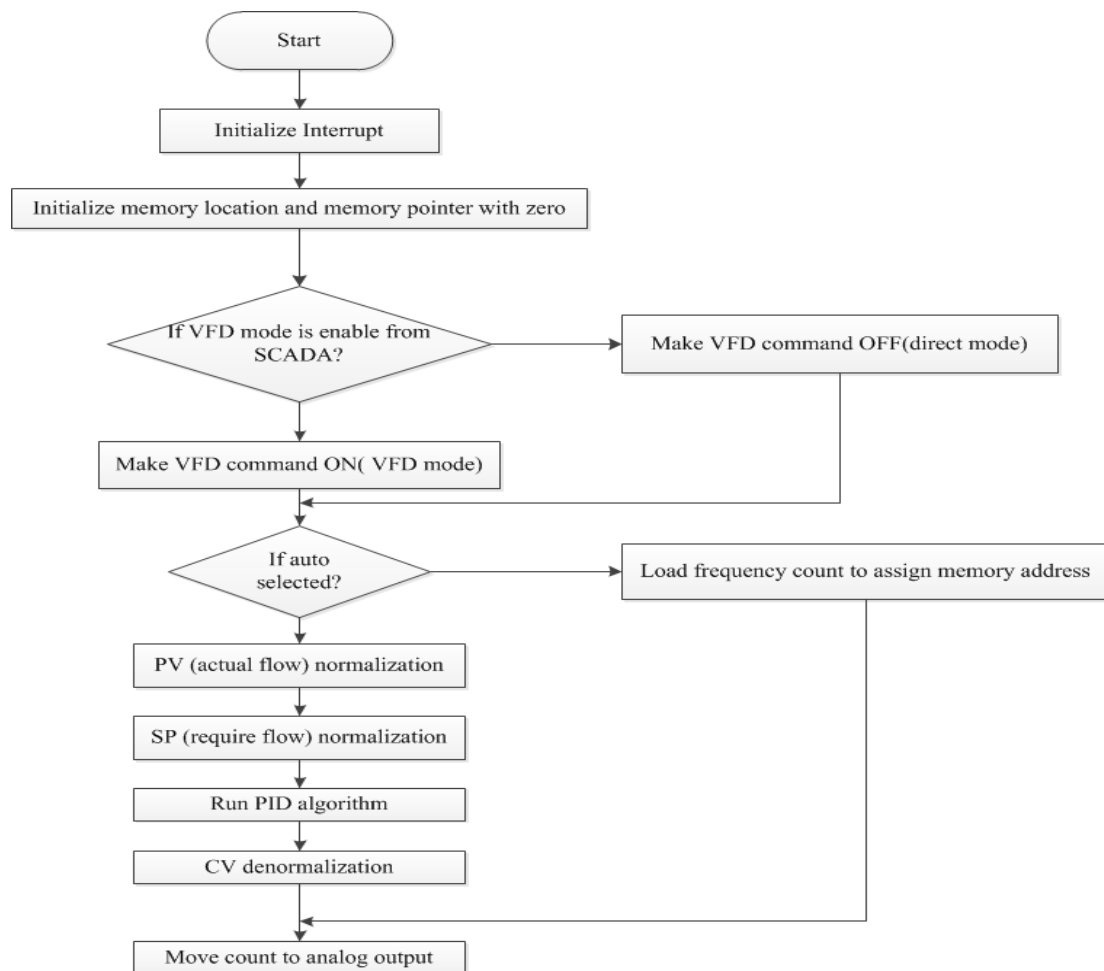 Start
Initialize Interrupt
Initialize memory location and memory pointer with zero
If VFD mode is enable from
SCADA?
Make VFD command OFF(direct mode)
Make VFD command ON( VFD mode)
If auto
selected?
Load frequency count to assign memory address
PV (actual flow) normalization
SP (require flow) normalization
Run PID algorithm
CV denormalization
Move count to analog output